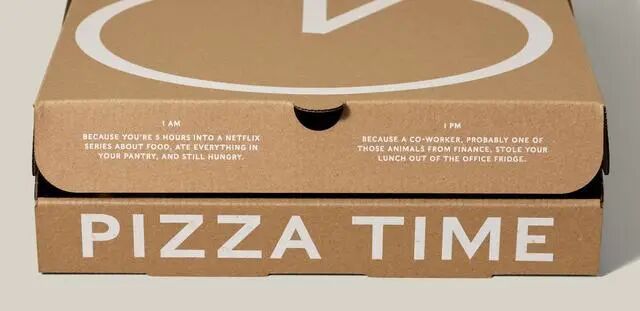 1 AM
BECAUSE YOU'RE 5 HOURS INTO A NETFLIX
SERIES ABOUT FOOD, ATE EVERYTHING IN
YOUR PANTRY, AND STILL HUNGRY.
1 PM
BECAUSE A CO-WORKER, PROBABLY ONE OF
THOSE ANIMALS FROM FINANCE, STOLE YOUR
LUNCH OUT OF THE OFFICE FRIDGE.
PIZZA TIME